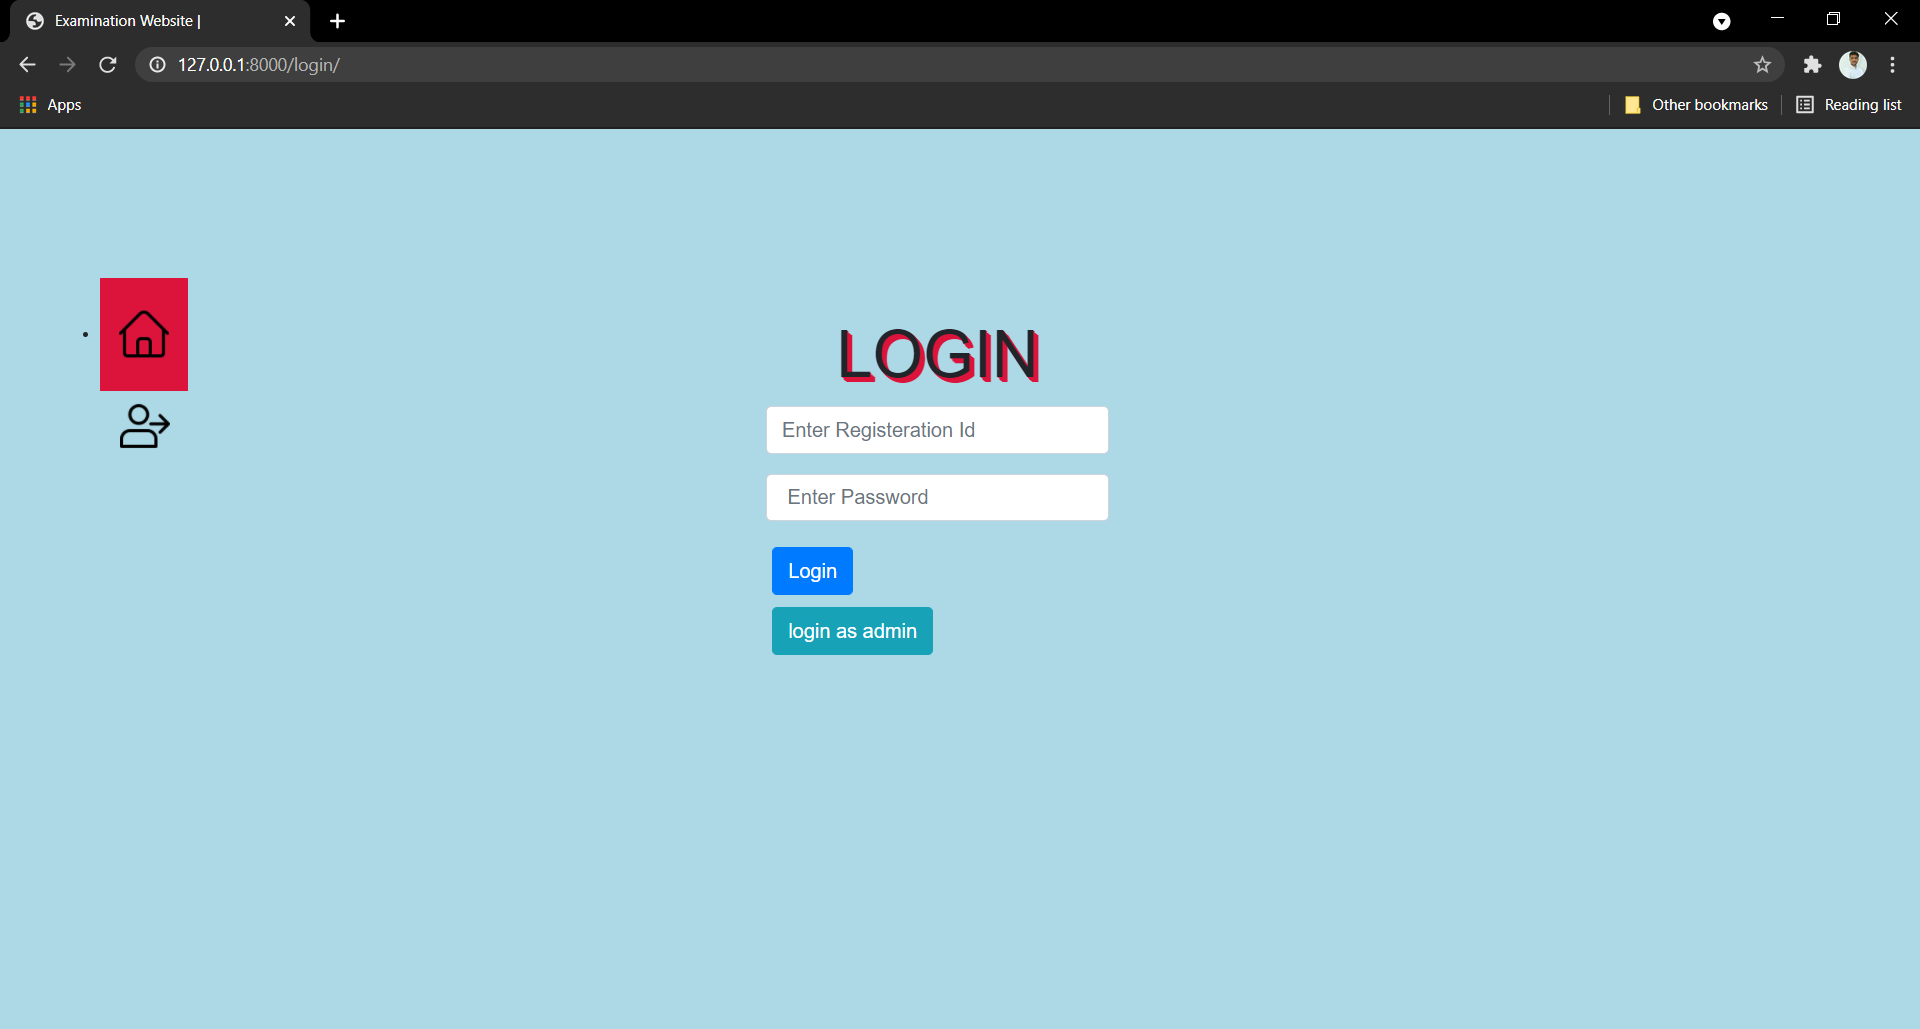 Examination Website |
127.0.0.1:8000/login/
Apps
Other bookmarks
Reading list
LOGIN
Enter Registeration Id
Enter Password
Login
login as admin